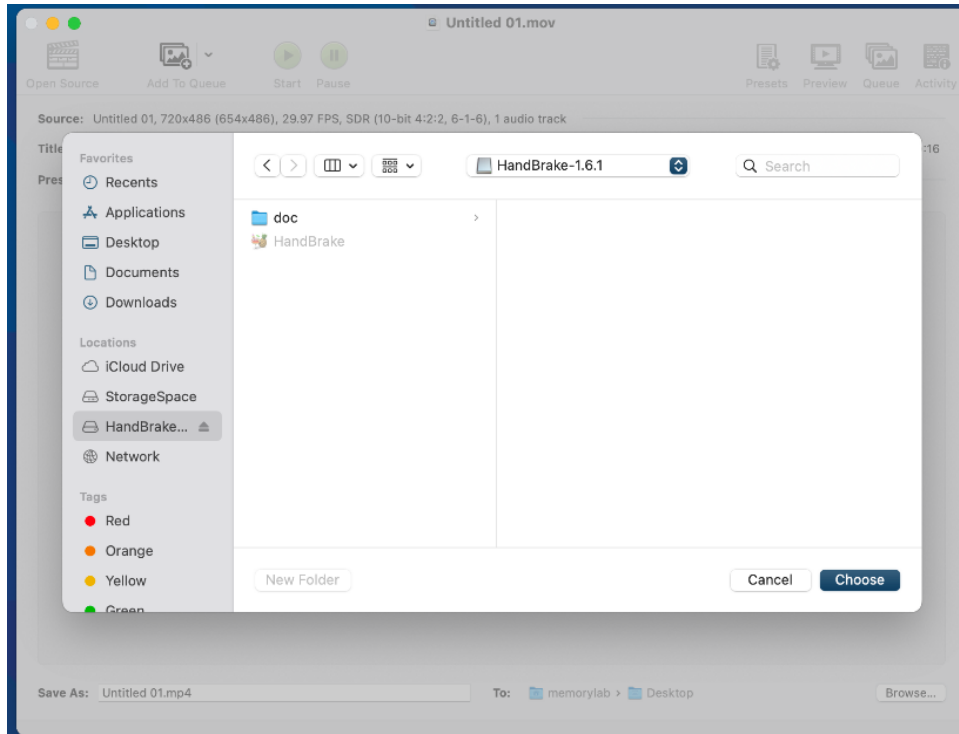 Untitled 01.mov
Open Source Add To Queue Start Pause Presets Preview Queue Activity
Source: Untitled 01, 720x486 (654x486), 29.97 FPS, SDR (10-bit 4:2:2, 6-1-6), 1 audio track
Title :16
Pres
Favorites
Recents
Applications
Desktop
Documents
Downloads
Locations
iCloud Drive
StorageSpace
HandBrake...
Network
Tags
Red
Orange
Yellow
Green
HandBrake-1.6.1
Search
doc
HandBrake
New Folder Cancel Choose
Save As: Untitled 01.mp4 To: memorylab › Desktop Browse...